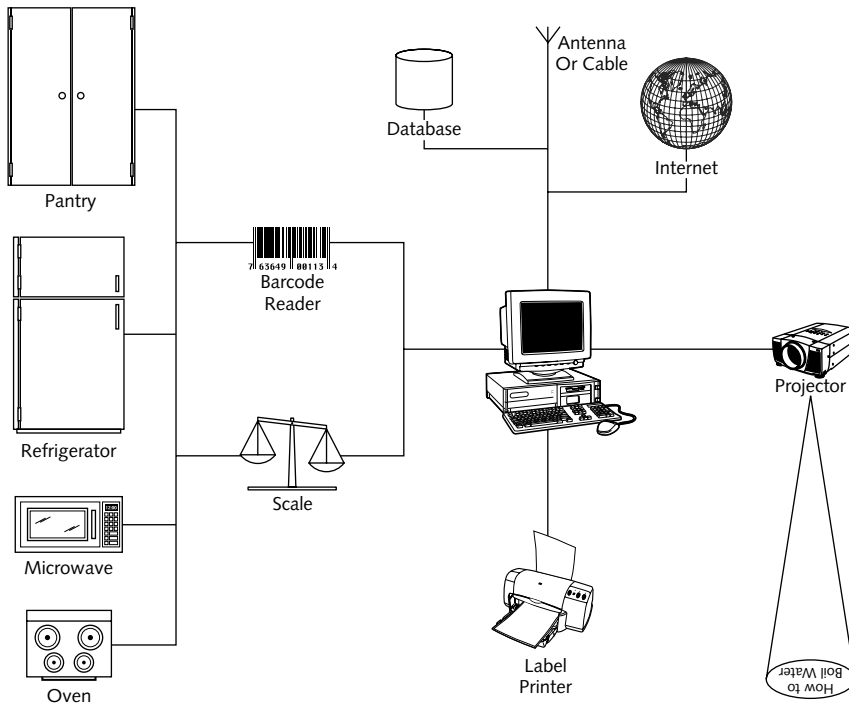 Antenna
Or Cable
Database
Internet
Pantry
7 63649 00113 4
Barcode
Reader
Projector
Refrigerator
Scale
Microwave
Label
Printer
Oven
How to
Boil Water